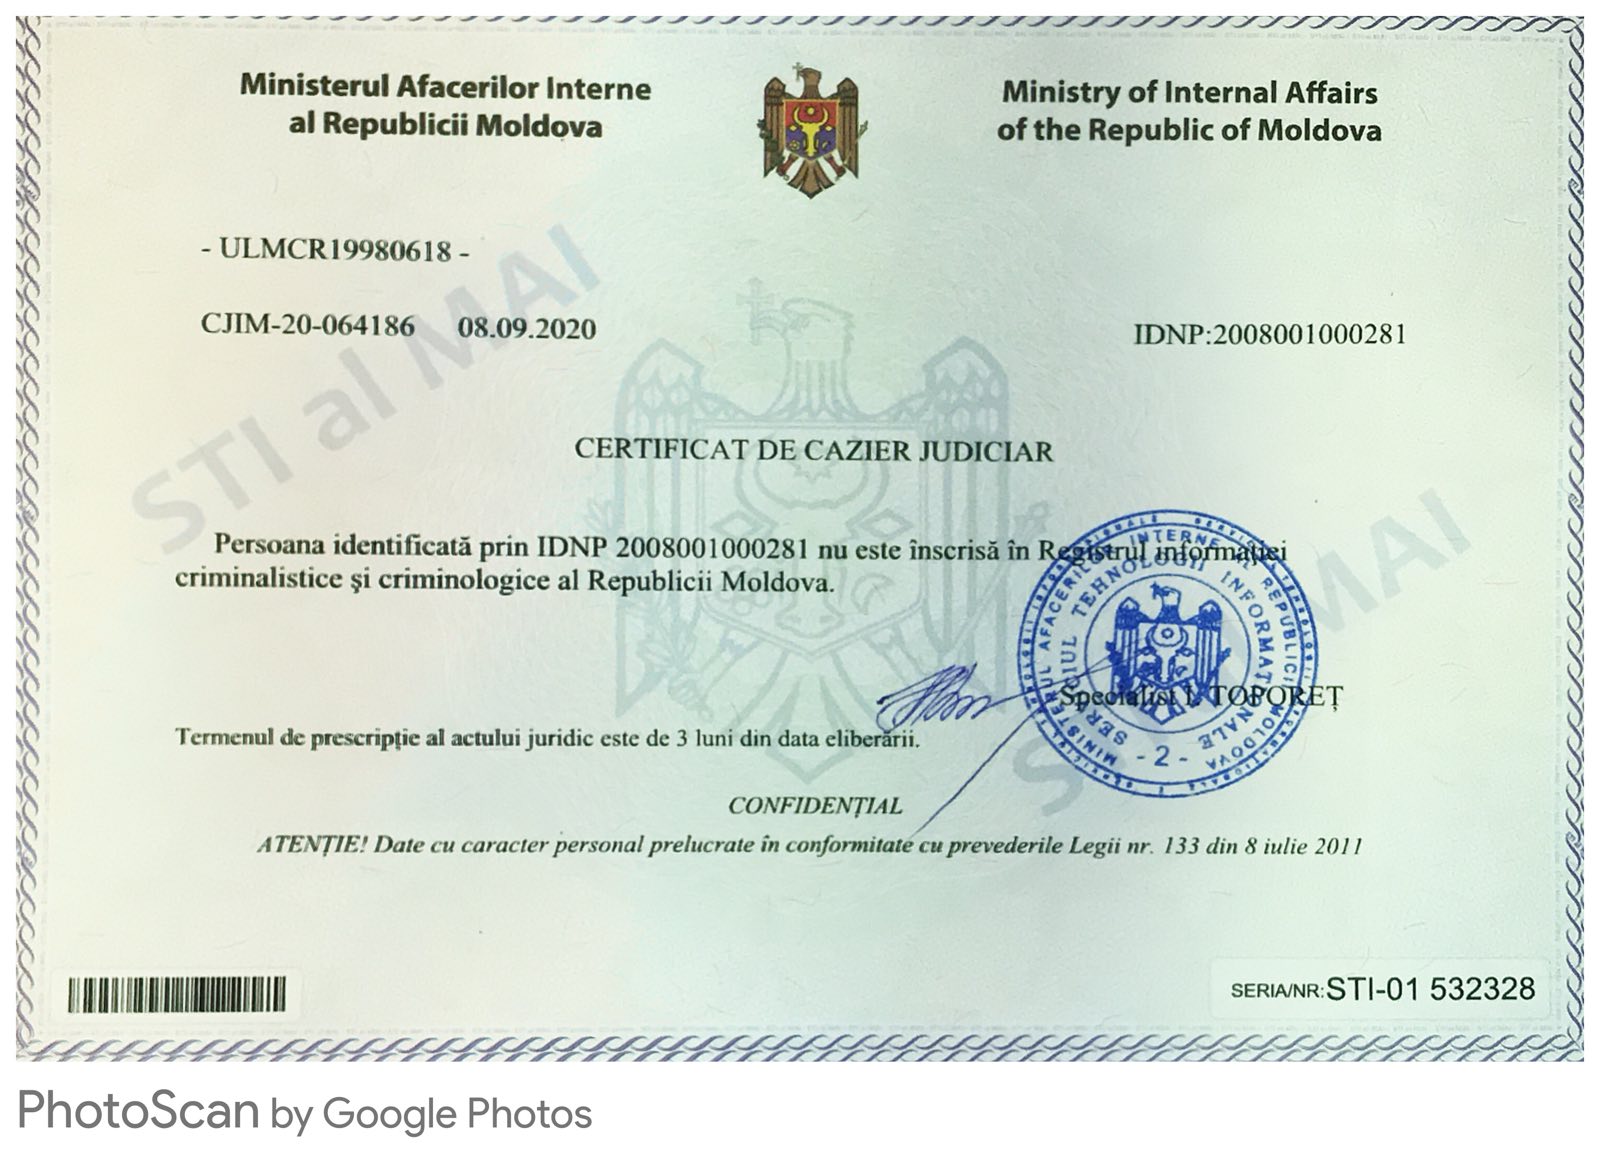 Ministerul Afacerilor Interne
al Republicii Moldova
Ministry of Internal Affairs
of the Republic of Moldova
- ULMCR19980618 -
CJIM-20-064186 08.09.2020
IDNP:2008001000281
STI al MAI
CERTIFICAT DE CAZIER JUDICIAR
Persoana identificată prin IDNP 2008001000281 nu este înscrisă în Registrul informaţiei
criminalistice şi criminologice al Republicii Moldova.
MINISTERUL AFACERILOR INTERNE AL REPUBLICII MOLDOVA
SERVICIUL TEHNOLOGII INFORMAŢIONALE
- 2 -
Specialist I. TOPOREŢ
Termenul de prescripţie al actului juridic este de 3 luni din data eliberării.
CONFIDENŢIAL
ATENŢIE! Date cu caracter personal prelucrate în conformitate cu prevederile Legii nr. 133 din 8 iulie 2011
SERIA/NR:STI-01 532328
PhotoScan by Google Photos